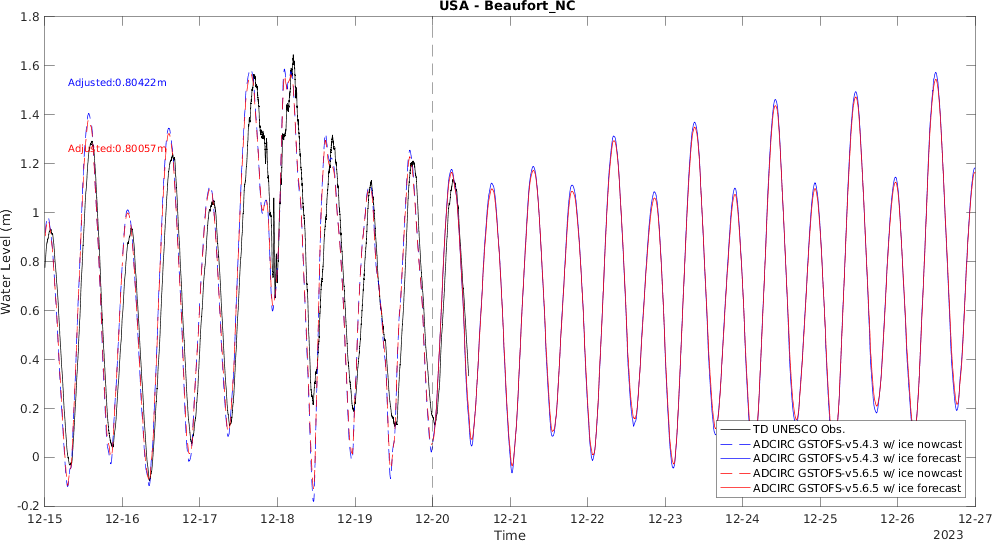 USA - Beaufort_NC
1.8
1.6
1.4
1.2
1
0.8
0.6
0.4
0.2
0
-0.2
Water Level (m)
Adjusted:0.80422m
Adjusted:0.80057m
TD UNESCO Obs.
ADCIRC GSTOFS-v5.4.3 w/ ice nowcast
ADCIRC GSTOFS-v5.4.3 w/ ice forecast
ADCIRC GSTOFS-v5.6.5 w/ ice nowcast
ADCIRC GSTOFS-v5.6.5 w/ ice forecast
12-15 12-16 12-17 12-18 12-19 12-20 12-21 12-22 12-23 12-24 12-25 12-26 12-27
Time
2023